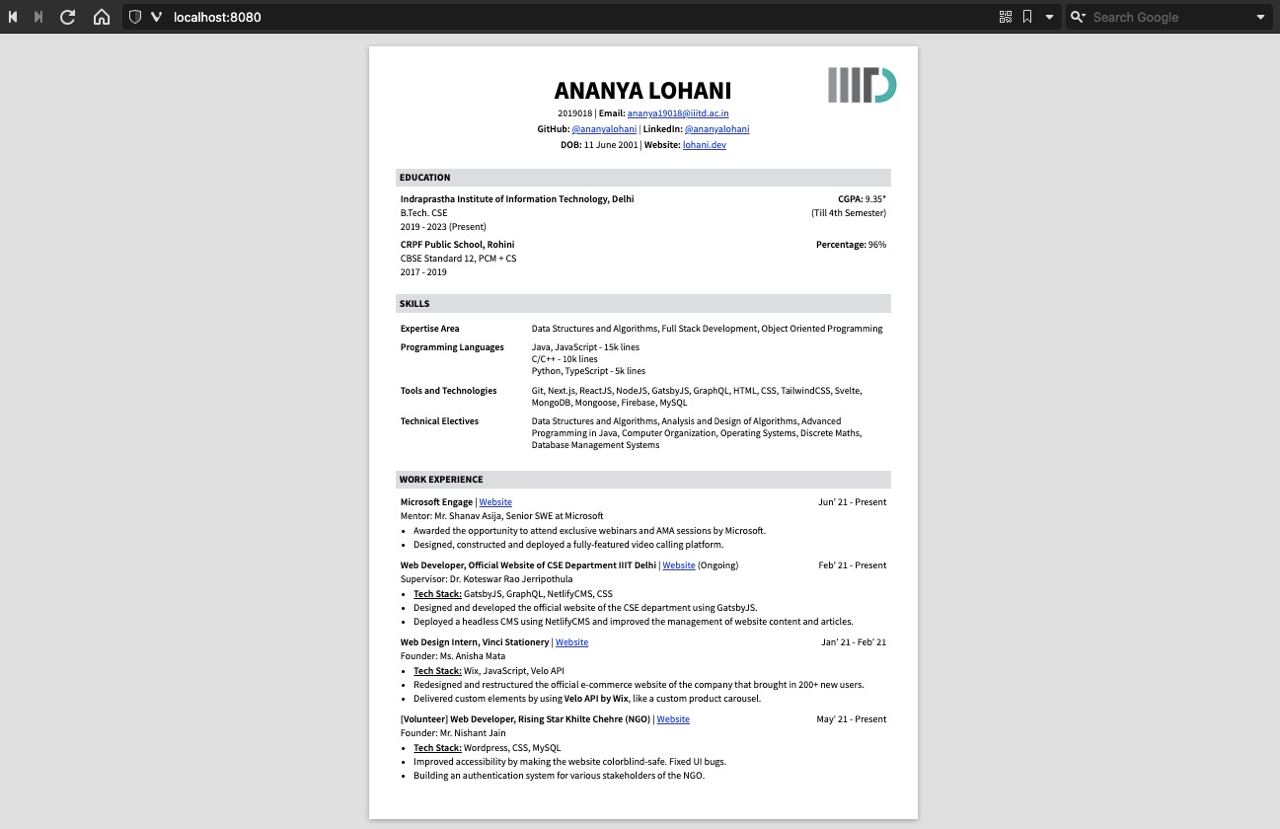 localhost:8080
Search Google
ANANYA LOHANI
2019018 | Email: ananya19018@iiitd.ac.in
GitHub: @ananyalohani | LinkedIn: @ananyalohani
DOB: 11 June 2001 | Website: lohani.dev
IIITD
EDUCATION
Indraprastha Institute of Information Technology, Delhi CGPA: 9.35*
B.Tech. CSE (Till 4th Semester)
2019 - 2023 (Present)
CRPF Public School, Rohini Percentage: 96%
CBSE Standard 12, PCM + CS
2017 - 2019
SKILLS
Expertise Area Data Structures and Algorithms, Full Stack Development, Object Oriented Programming
Programming Languages Java, JavaScript - 15k lines
C/C++ - 10k lines
Python, TypeScript - 5k lines
Tools and Technologies Git, Next.js, ReactJS, NodeJS, GatsbyJS, GraphQL, HTML, CSS, TailwindCSS, Svelte,
MongoDB, Mongoose, Firebase, MySQL
Technical Electives Data Structures and Algorithms, Analysis and Design of Algorithms, Advanced
Programming in Java, Computer Organization, Operating Systems, Discrete Maths,
Database Management Systems
WORK EXPERIENCE
Microsoft Engage | Website Jun' 21 - Present
Mentor: Mr. Shanav Asija, Senior SWE at Microsoft
• Awarded the opportunity to attend exclusive webinars and AMA sessions by Microsoft.
• Designed, constructed and deployed a fully-featured video calling platform.
Web Developer, Official Website of CSE Department IIIT Delhi | Website (Ongoing) Feb' 21 - Present
Supervisor: Dr. Koteswar Rao Jerripothula
• Tech Stack: GatsbyJS, GraphQL, NetlifyCMS, CSS
• Designed and developed the official website of the CSE department using GatsbyJS.
• Deployed a headless CMS using NetlifyCMS and improved the management of website content and articles.
Web Design Intern, Vinci Stationery | Website Jan' 21 - Feb' 21
Founder: Ms. Anisha Mata
• Tech Stack: Wix, JavaScript, Velo API
• Redesigned and restructured the official e-commerce website of the company that brought in 200+ new users.
• Delivered custom elements by using Velo API by Wix, like a custom product carousel.
[Volunteer] Web Developer, Rising Star Khilte Chehre (NGO) | Website May' 21 - Present
Founder: Mr. Nishant Jain
• Tech Stack: Wordpress, CSS, MySQL
• Improved accessibility by making the website colorblind-safe. Fixed UI bugs.
• Building an authentication system for various stakeholders of the NGO.